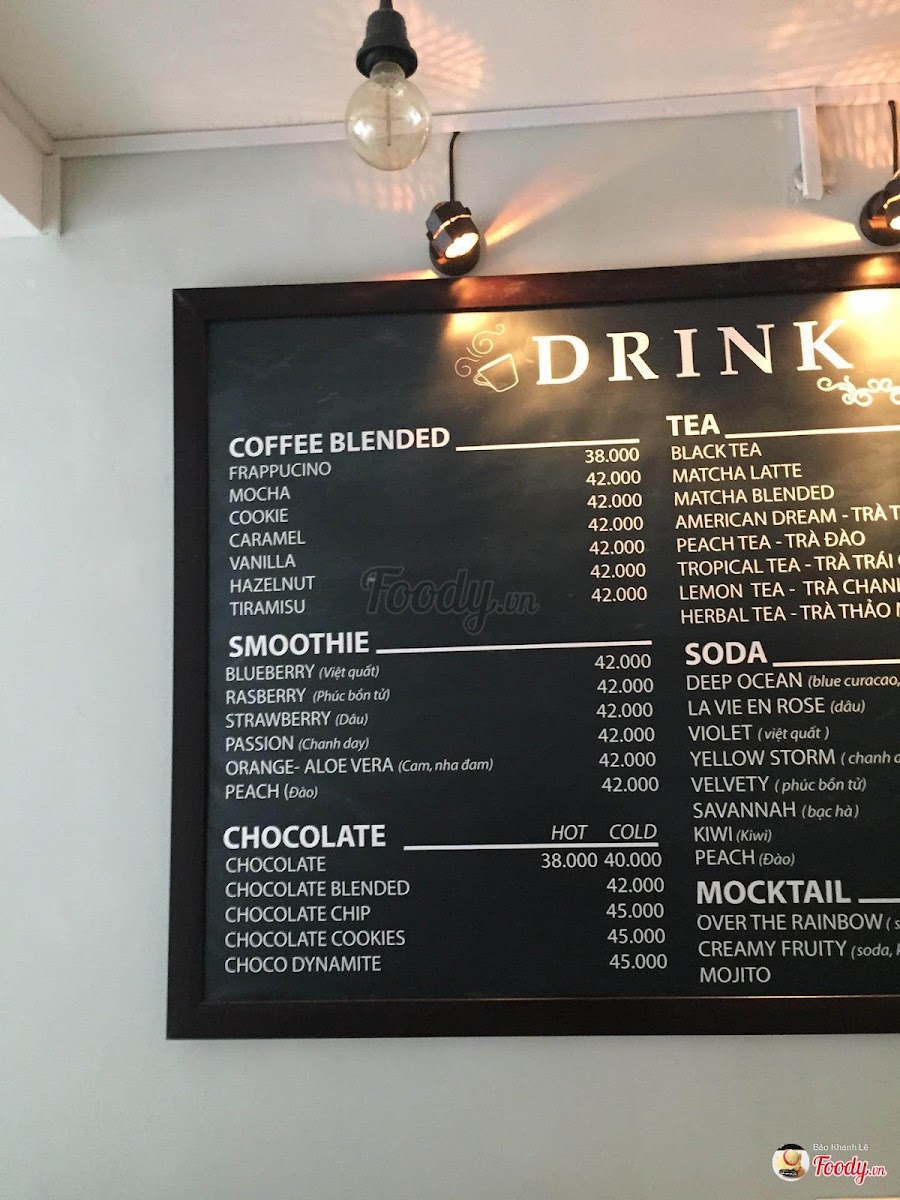 DRINK
COFFEE BLENDED
FRAPPUCINO 38.000
MOCHA 42.000
COOKIE 42.000
CARAMEL 42.000
VANILLA 42.000
HAZELNUT 42.000
TIRAMISU 42.000
SMOOTHIE
BLUEBERRY (Việt quất) 42.000
RASBERRY (Phúc bồn tử) 42.000
STRAWBERRY (Dâu) 42.000
PASSION (Chanh day) 42.000
ORANGE- ALOE VERA (Cam, nha đam) 42.000
PEACH (Đào) 42.000
CHOCOLATE HOT COLD
CHOCOLATE 38.000 40.000
CHOCOLATE BLENDED 42.000
CHOCOLATE CHIP 45.000
CHOCOLATE COOKIES 45.000
CHOCO DYNAMITE 45.000
TEA
BLACK TEA
MATCHA LATTE
MATCHA BLENDED
AMERICAN DREAM - TRÀ
PEACH TEA - TRÀ ĐÀO
TROPICAL TEA - TRÀ TRÁI
LEMON TEA - TRÀ CHANH
HERBAL TEA - TRÀ THẢO
SODA
DEEP OCEAN (blue curacao,
LA VIE EN ROSE (dâu)
VIOLET ( việt quất )
YELLOW STORM ( chanh
VELVETY ( phúc bồn tử)
SAVANNAH (bạc hà )
KIWI (Kiwi)
PEACH (Đào)
MOCKTAIL
OVER THE RAINBOW (
CREAMY FRUITY (soda,
MOJITO
Foody.vn
Bảo Khanh Lê
Foody.vn